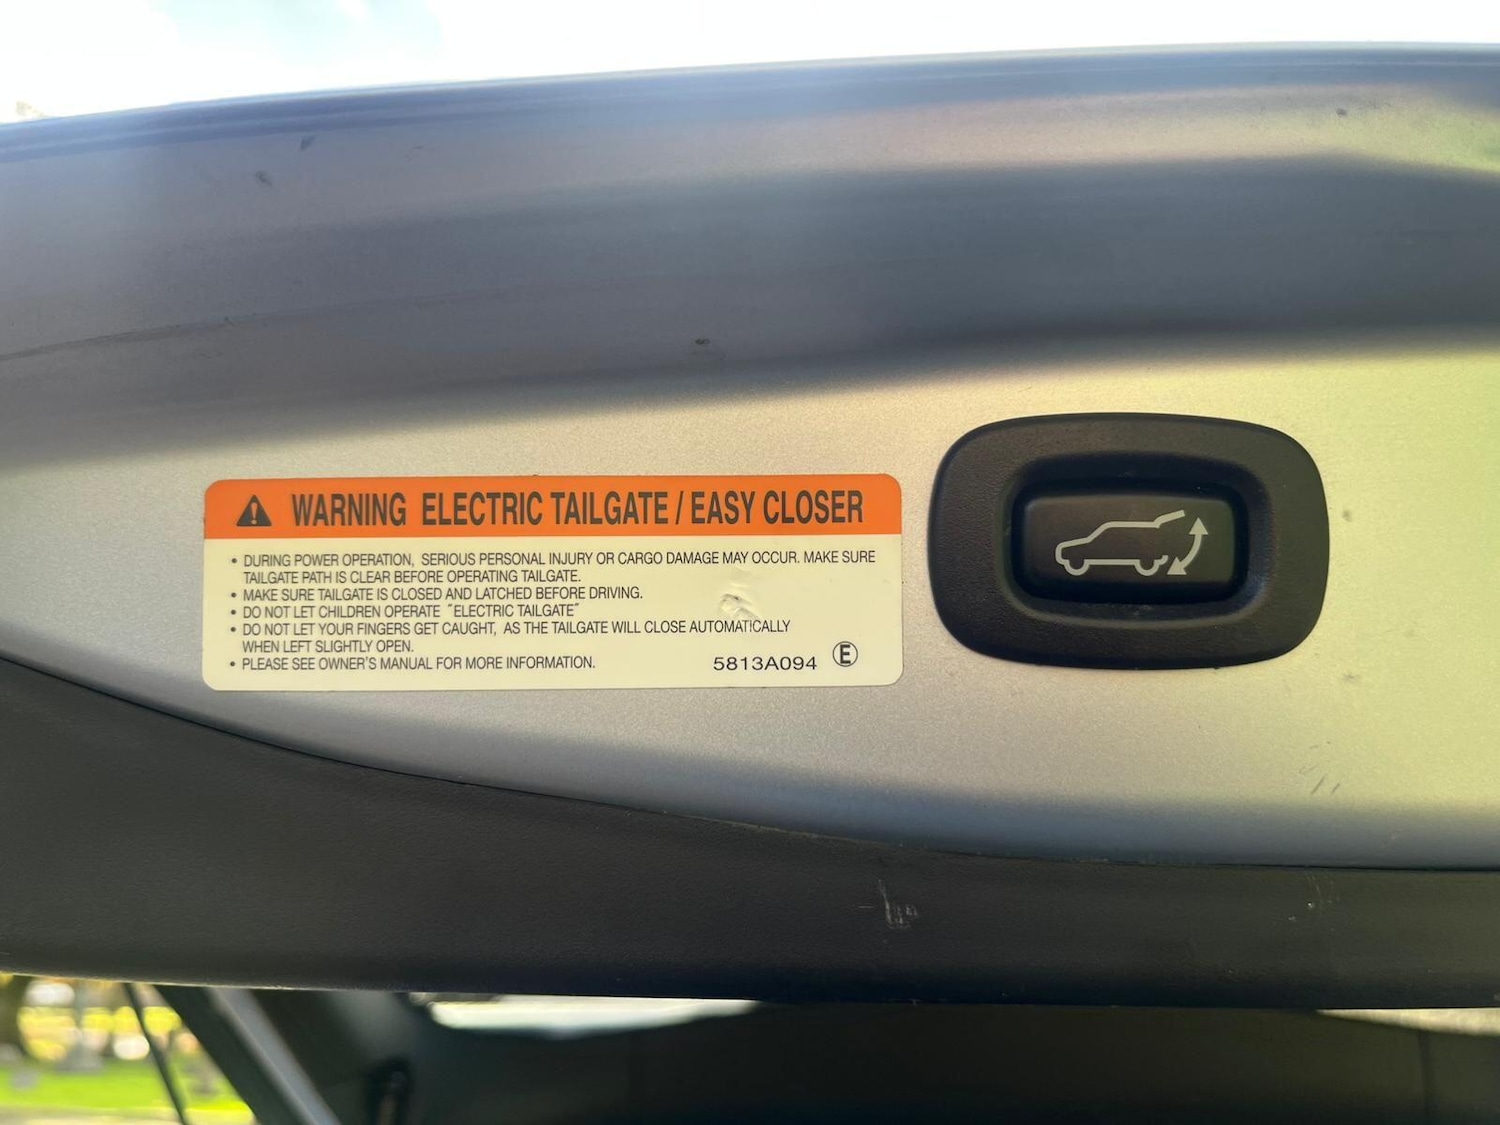 WARNING ELECTRIC TAILGATE / EASY CLOSER
• DURING POWER OPERATION, SERIOUS PERSONAL INJURY OR CARGO DAMAGE MAY OCCUR. MAKE SURE
TAILGATE PATH IS CLEAR BEFORE OPERATING TAILGATE.
• MAKE SURE TAILGATE IS CLOSED AND LATCHED BEFORE DRIVING.
• DO NOT LET CHILDREN OPERATE "ELECTRIC TAILGATE"
• DO NOT LET YOUR FINGERS GET CAUGHT, AS THE TAILGATE WILL CLOSE AUTOMATICALLY
WHEN LEFT SLIGHTLY OPEN.
• PLEASE SEE OWNER'S MANUAL FOR MORE INFORMATION. 5813A094 Ⓔ